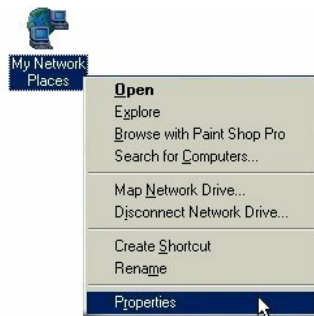 My Network
Places
Open
Explore
Browse with Paint Shop Pro
Search for Computers...
Map Network Drive...
Disconnect Network Drive...
Create Shortcut
Rename
Properties